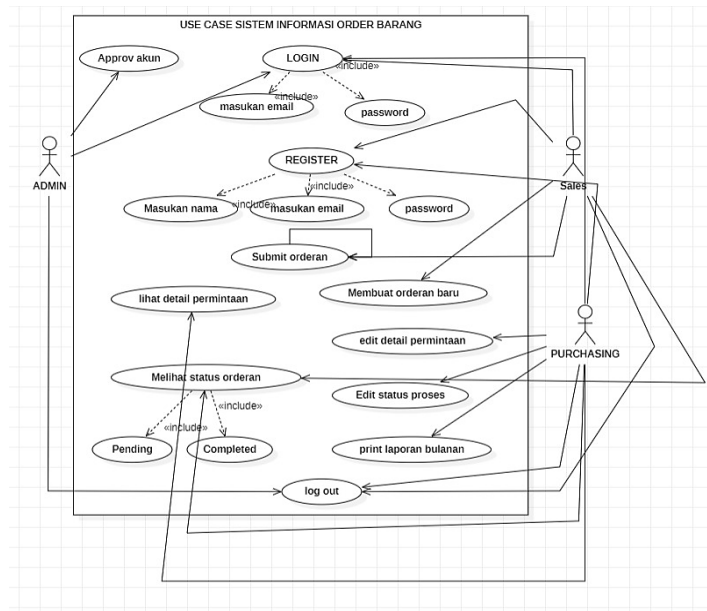 USE CASE SISTEM INFORMASI ORDER BARANG
Approv akun
LOGIN
«include»
«include»
masukan email
password
REGISTER
ADMIN
Sales
«include»
«include»
Masukan nama
masukan email
password
Submit orderan
lihat detail permintaan
Membuat orderan baru
edit detail permintaan
PURCHASING
Melihat status orderan
Edit status proses
«include»
«include»
Pending
Completed
print laporan bulanan
log out